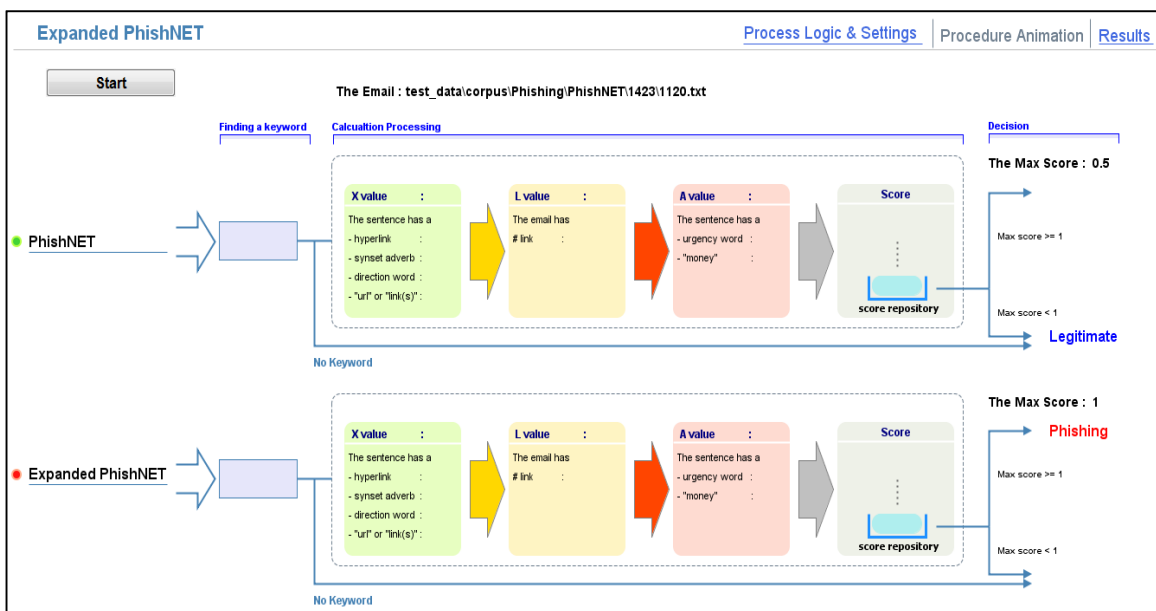 Expanded PhishNET
Process Logic & Settings
Procedure Animation
Results
Start
The Email : test_data\corpus\Phishing\PhishNET\1423\1120.txt
Finding a keyword
Calcualtion Processing
Decision
The Max Score : 0.5
PhishNET
X value :
The sentence has a
- hyperlink :
- synset adverb :
- direction word :
- "url" or "link(s)" :
L value :
The email has
# link :
A value :
The sentence has a
- urgency word :
- "money" :
Score
score repository
Max score >= 1
Max score < 1
Legitimate
No Keyword
The Max Score : 1
Phishing
Expanded PhishNET
X value :
The sentence has a
- hyperlink :
- synset adverb :
- direction word :
- "url" or "link(s)" :
L value :
The email has
# link :
A value :
The sentence has a
- urgency word :
- "money" :
Score
score repository
Max score >= 1
Max score < 1
No Keyword